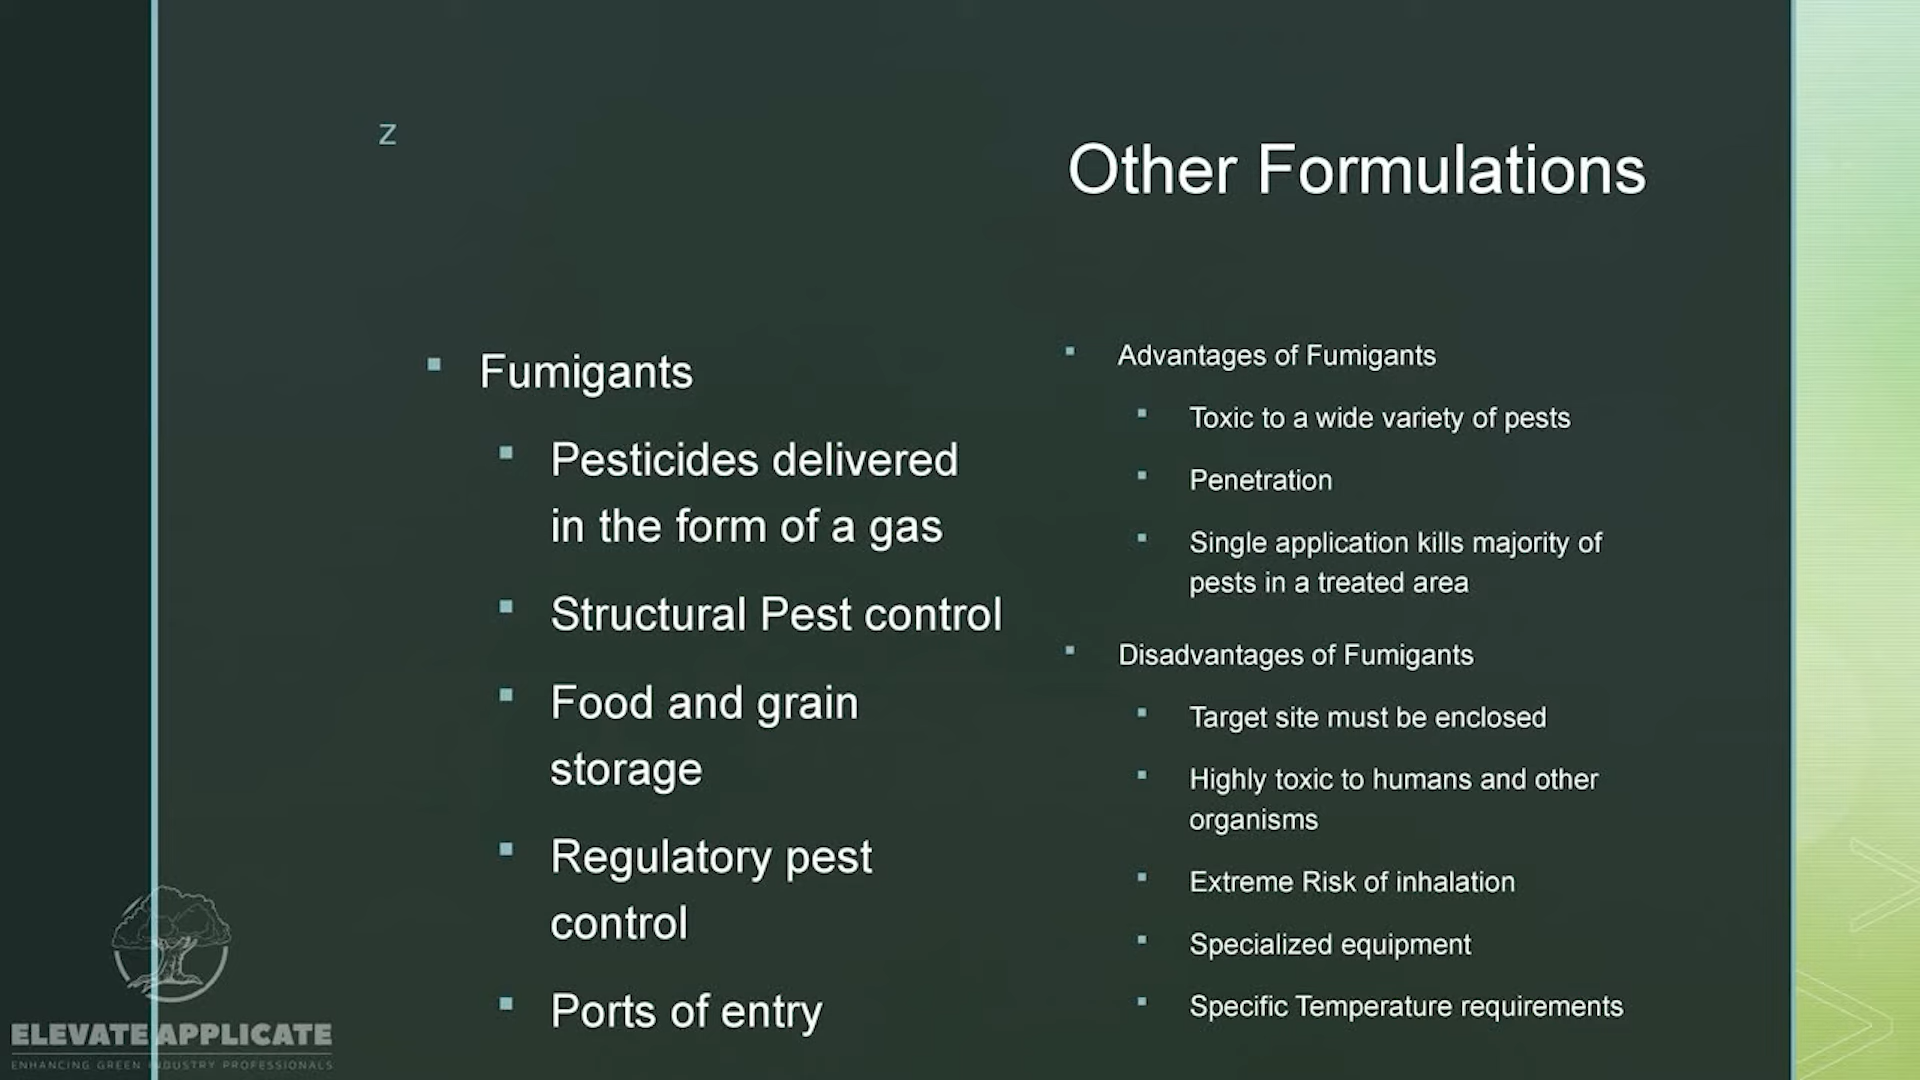 z
Other Formulations
Fumigants
Pesticides delivered
in the form of a gas
Structural Pest control
Food and grain
storage
Regulatory pest
control
Ports of entry
Advantages of Fumigants
Toxic to a wide variety of pests
Penetration
Single application kills majority of
pests in a treated area
Disadvantages of Fumigants
Target site must be enclosed
Highly toxic to humans and other
organisms
Extreme Risk of inhalation
Specialized equipment
Specific Temperature requirements
ELEVATE APPLICATE
ENHANCING GREEN INDUSTRY PROFESSIONALS